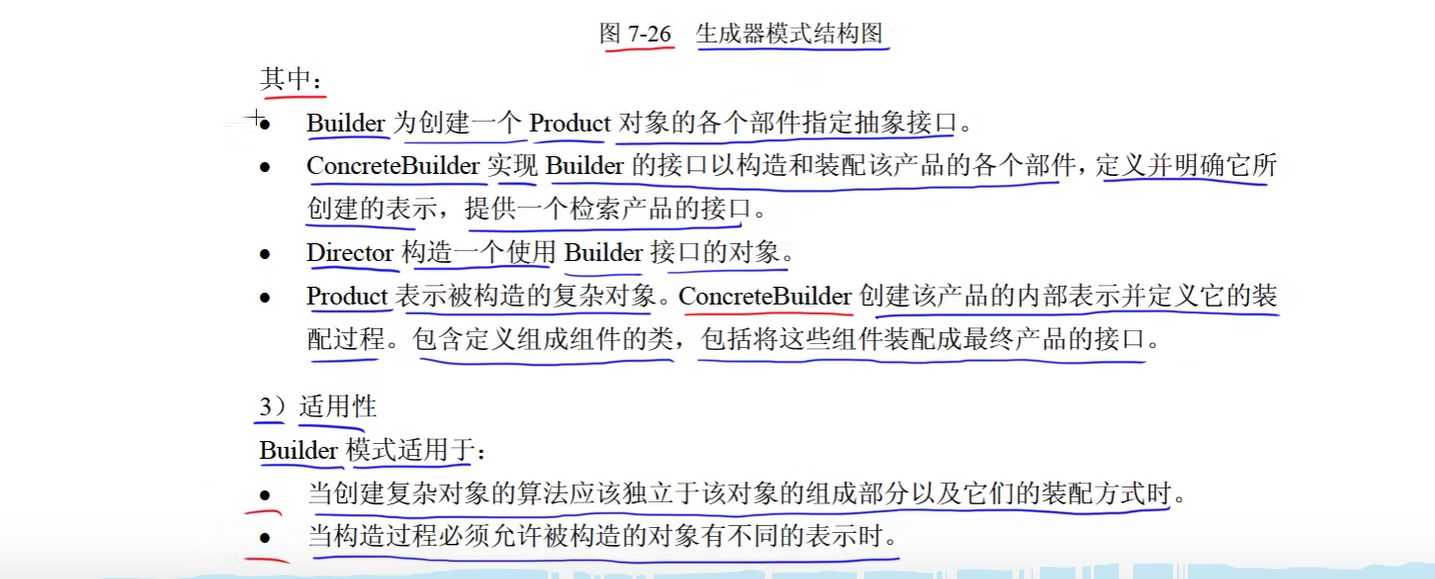 图 7-26 生成器模式结构图
其中：
● Builder 为创建一个 Product 对象的各个部件指定抽象接口。
● ConcreteBuilder 实现 Builder 的接口以构造和装配该产品的各个部件，定义并明确它所
创建的表示，提供一个检索产品的接口。
● Director 构造一个使用 Builder 接口的对象。
● Product 表示被构造的复杂对象。ConcreteBuilder 创建该产品的内部表示并定义它的装
配过程。包含定义组成组件的类，包括将这些组件装配成最终产品的接口。
3）适用性
Builder 模式适用于：
● 当创建复杂对象的算法应该独立于该对象的组成部分以及它们的装配方式时。
● 当构造过程必须允许被构造的对象有不同的表示时。